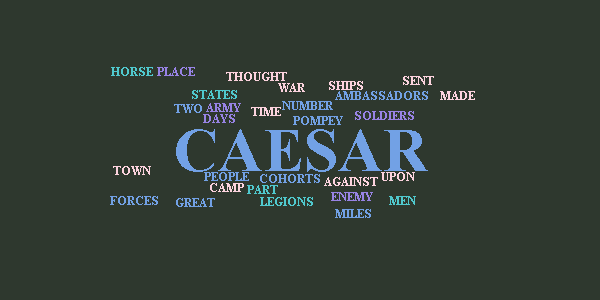 HORSE PLACE
THOUGHT
SENT
WAR
SHIPS
STATES
AMBASSADORS
MADE
TWO ARMY
TIME
NUMBER
DAYS
POMPEY
SOLDIERS
CAESAR
TOWN
PEOPLE
COHORTS
AGAINST
UPON
CAMP
PART
FORCES
GREAT
LEGIONS
ENEMY
MEN
MILES